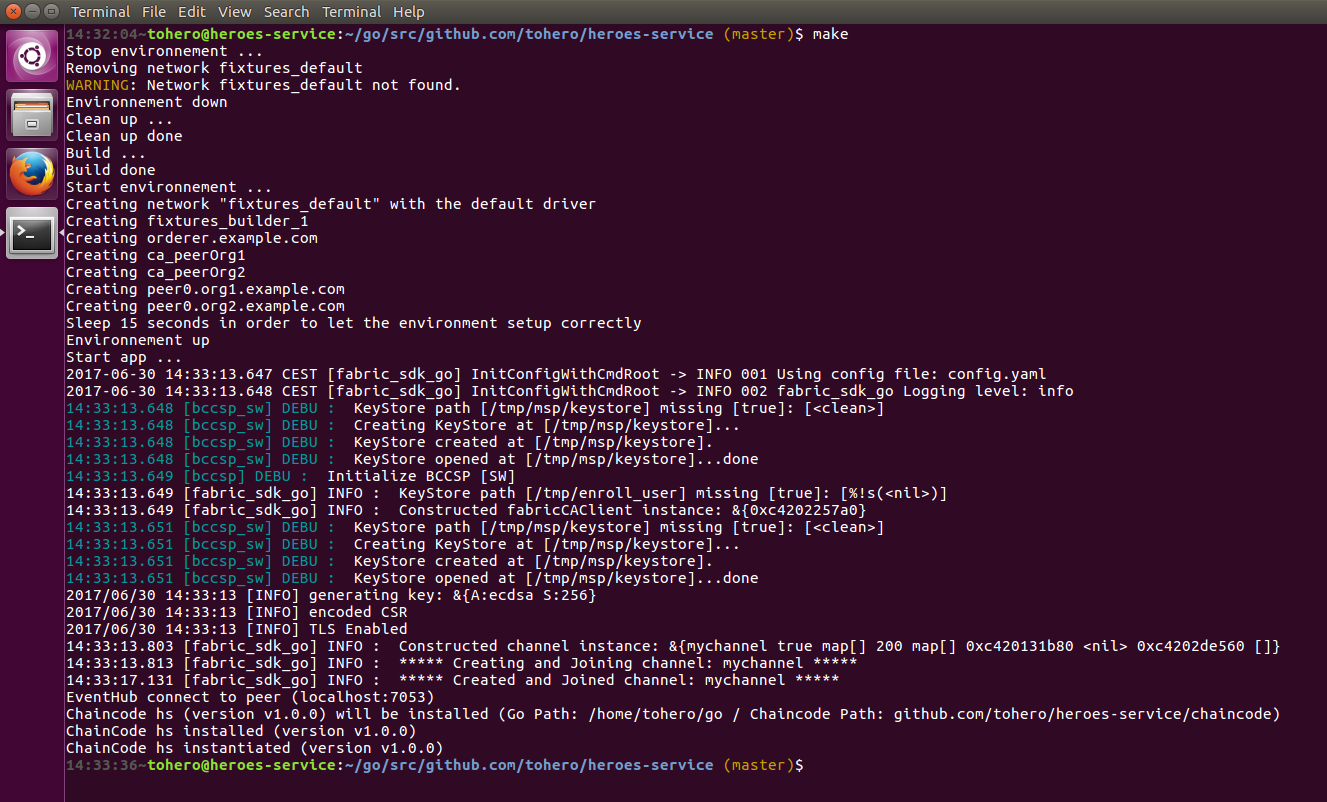 Terminal File Edit View Search Terminal Help
14:32:04~tohero@heroes-service:~/go/src/github.com/tohero/heroes-service (master)$ make
Stop environnement ...
Removing network fixtures_default
WARNING: Network fixtures_default not found.
Environnement down
Clean up ...
Clean up done
Build ...
Build done
Start environnement ...
Creating network "fixtures_default" with the default driver
Creating fixtures_builder_1
Creating orderer.example.com
Creating ca_peerOrg1
Creating ca_peerOrg2
Creating peer0.org1.example.com
Creating peer0.org2.example.com
Sleep 15 seconds in order to let the environment setup correctly
Environnement up
Start app ...
2017-06-30 14:33:13.647 CEST [fabric_sdk_go] InitConfigWithCmdRoot -> INFO 001 Using config file: config.yaml
2017-06-30 14:33:13.648 CEST [fabric_sdk_go] InitConfigWithCmdRoot -> INFO 002 fabric_sdk_go Logging level: info
14:33:13.648 [bccsp_sw] DEBU :  KeyStore path [/tmp/msp/keystore] missing [true]: [<clean>]
14:33:13.648 [bccsp_sw] DEBU :  Creating KeyStore at [/tmp/msp/keystore]...
14:33:13.648 [bccsp_sw] DEBU :  KeyStore created at [/tmp/msp/keystore].
14:33:13.648 [bccsp_sw] DEBU :  KeyStore opened at [/tmp/msp/keystore]...done
14:33:13.649 [bccsp] DEBU :  Initialize BCCSP [SW]
14:33:13.649 [fabric_sdk_go] INFO :  KeyStore path [/tmp/enroll_user] missing [true]: [%!s(<nil>)]
14:33:13.649 [fabric_sdk_go] INFO :  Constructed fabricCAClient instance: &{0xc4202257a0}
14:33:13.651 [bccsp_sw] DEBU :  KeyStore path [/tmp/msp/keystore] missing [true]: [<clean>]
14:33:13.651 [bccsp_sw] DEBU :  Creating KeyStore at [/tmp/msp/keystore]...
14:33:13.651 [bccsp_sw] DEBU :  KeyStore created at [/tmp/msp/keystore].
14:33:13.651 [bccsp_sw] DEBU :  KeyStore opened at [/tmp/msp/keystore]...done
2017/06/30 14:33:13 [INFO] generating key: &{A:ecdsa S:256}
2017/06/30 14:33:13 [INFO] encoded CSR
2017/06/30 14:33:13 [INFO] TLS Enabled
14:33:13.803 [fabric_sdk_go] INFO :  Constructed channel instance: &{mychannel true map[] 200 map[] 0xc420131b80 <nil> 0xc4202de560 []}
14:33:13.813 [fabric_sdk_go] INFO :  ***** Creating and Joining channel: mychannel *****
14:33:17.131 [fabric_sdk_go] INFO :  ***** Created and Joined channel: mychannel *****
EventHub connect to peer (localhost:7053)
Chaincode hs (version v1.0.0) will be installed (Go Path: /home/tohero/go / Chaincode Path: github.com/tohero/heroes-service/chaincode)
ChainCode hs installed (version v1.0.0)
ChainCode hs instantiated (version v1.0.0)
14:33:36~tohero@heroes-service:~/go/src/github.com/tohero/heroes-service (master)$